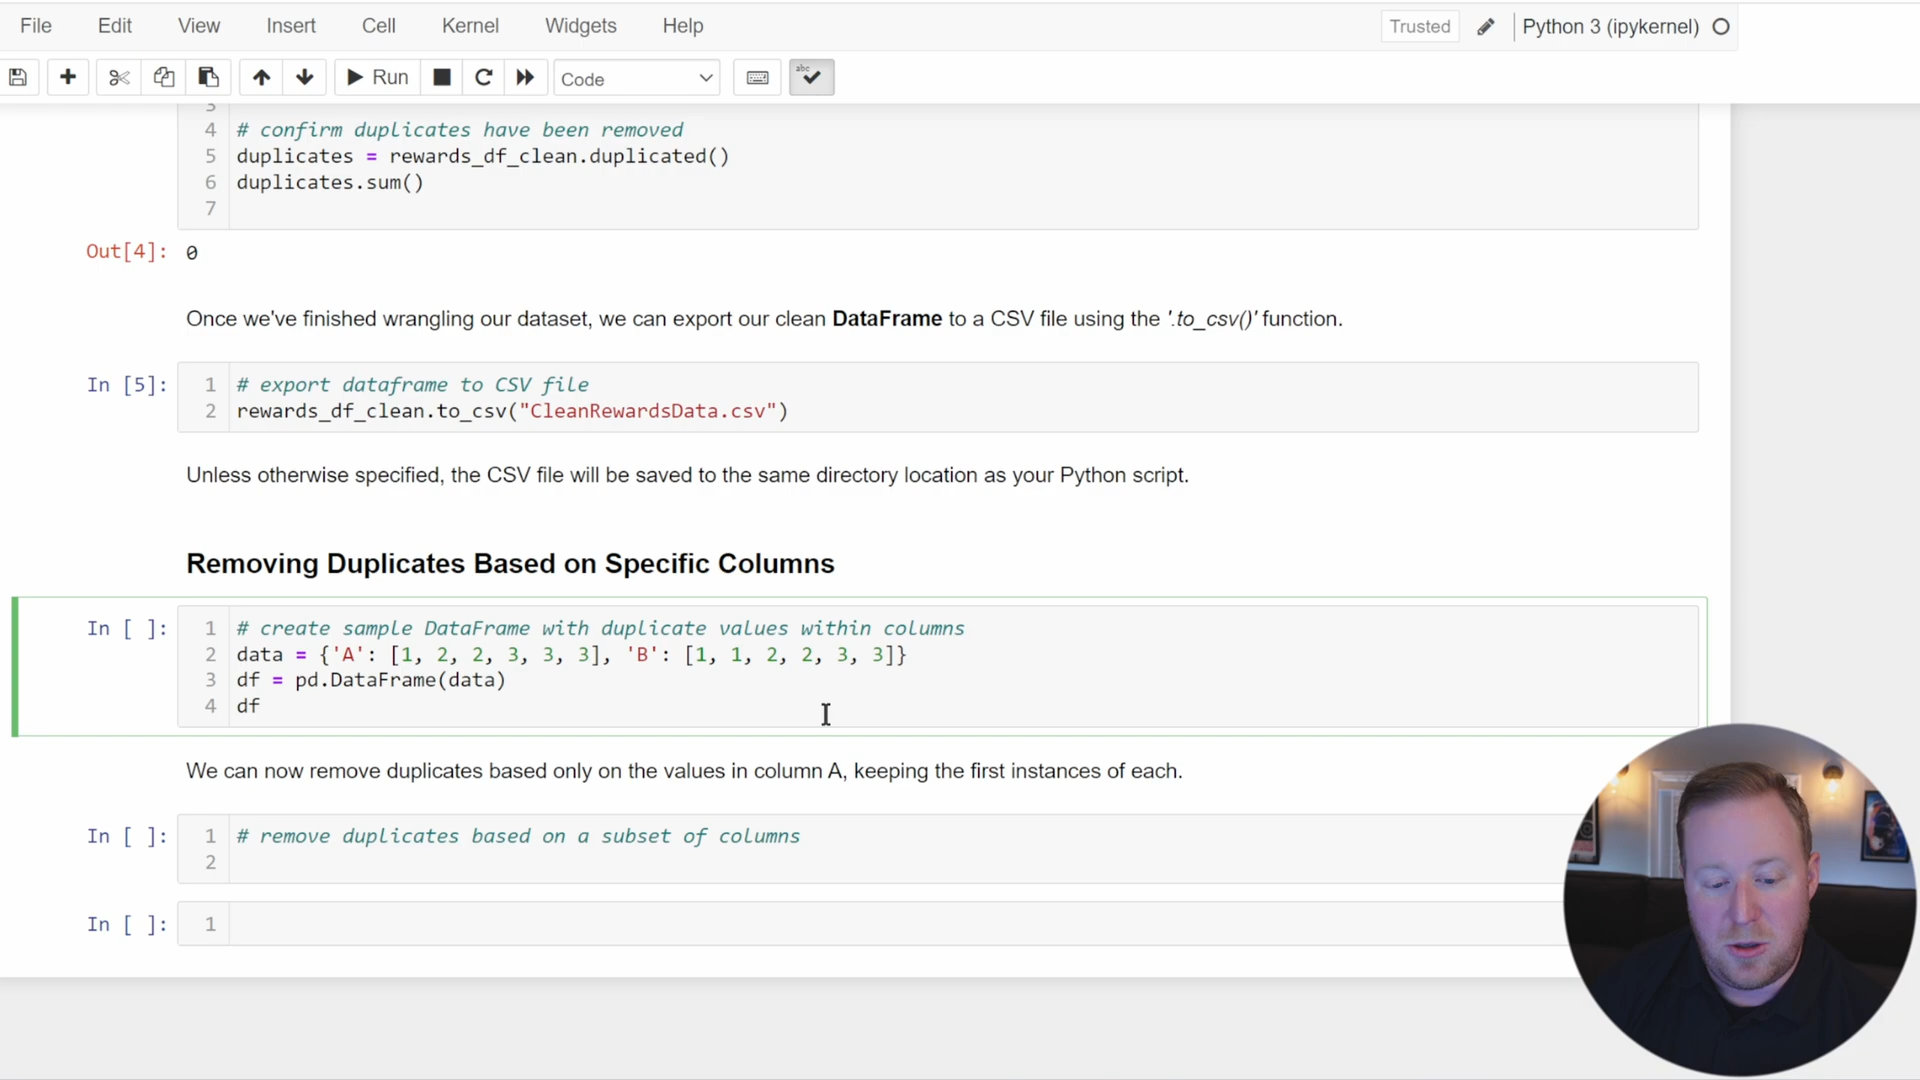 File Edit View Insert Cell Kernel Widgets Help Trusted Python 3 (ipykernel)
Run Code abc
3
4 # confirm duplicates have been removed
5 duplicates = rewards_df_clean.duplicated()
6 duplicates.sum()
7
Out[4]: 0
Once we've finished wrangling our dataset, we can export our clean DataFrame to a CSV file using the '.to_csv()' function.
In [5]: 1 # export dataframe to CSV file
2 rewards_df_clean.to_csv("CleanRewardsData.csv")
Unless otherwise specified, the CSV file will be saved to the same directory location as your Python script.
Removing Duplicates Based on Specific Columns
In [ ]: 1 # create sample DataFrame with duplicate values within columns
2 data = {'A': [1, 2, 2, 3, 3, 3], 'B': [1, 1, 2, 2, 3, 3]}
3 df = pd.DataFrame(data)
4 df
We can now remove duplicates based only on the values in column A, keeping the first instances of each.
In [ ]: 1 # remove duplicates based on a subset of columns
2
In [ ]: 1